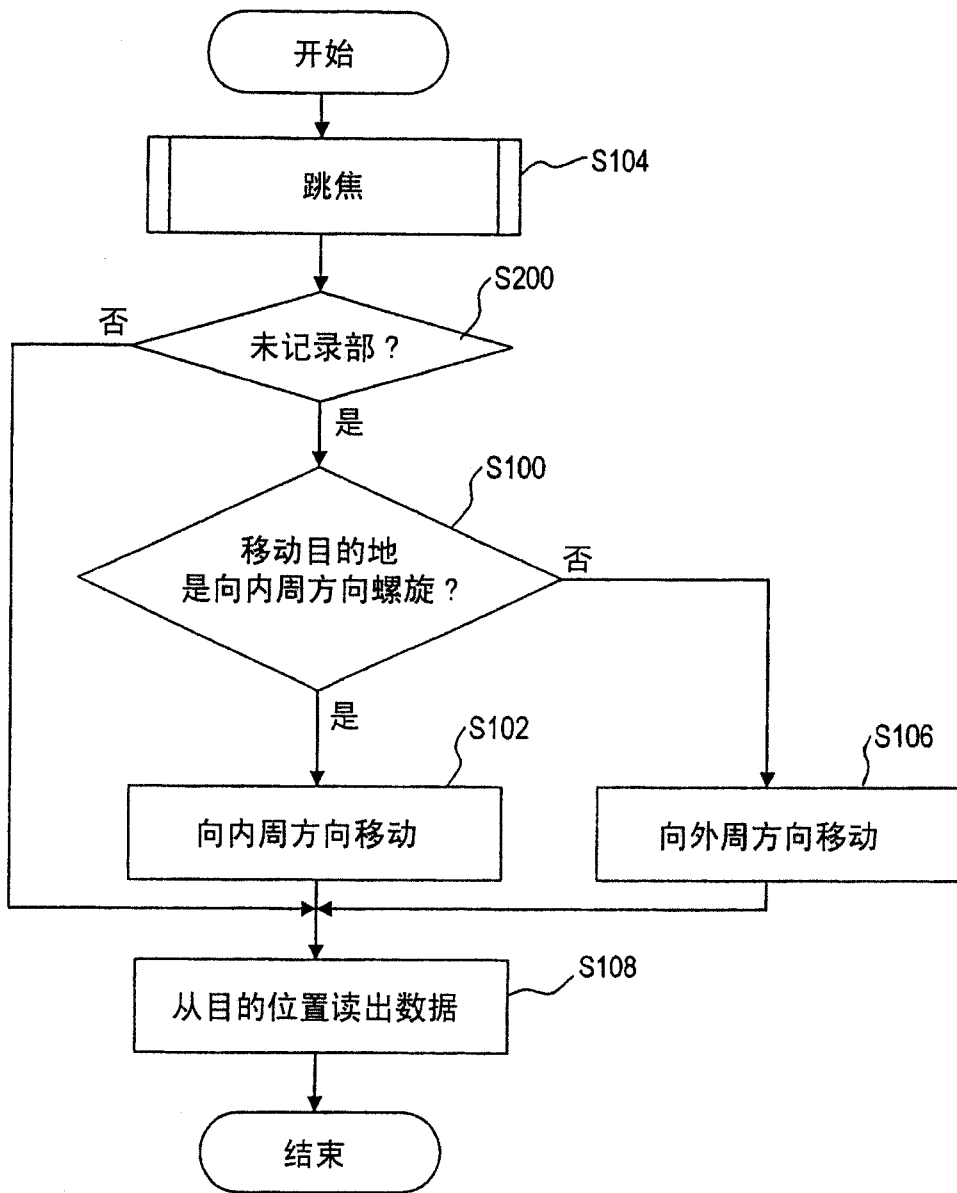 开始
跳焦
S104
S200
否
未记录部？
是
S100
移动目的地
是向内周方向螺旋？
否
是
S102
S106
向内周方向移动
向外周方向移动
S108
从目的位置读出数据
结束